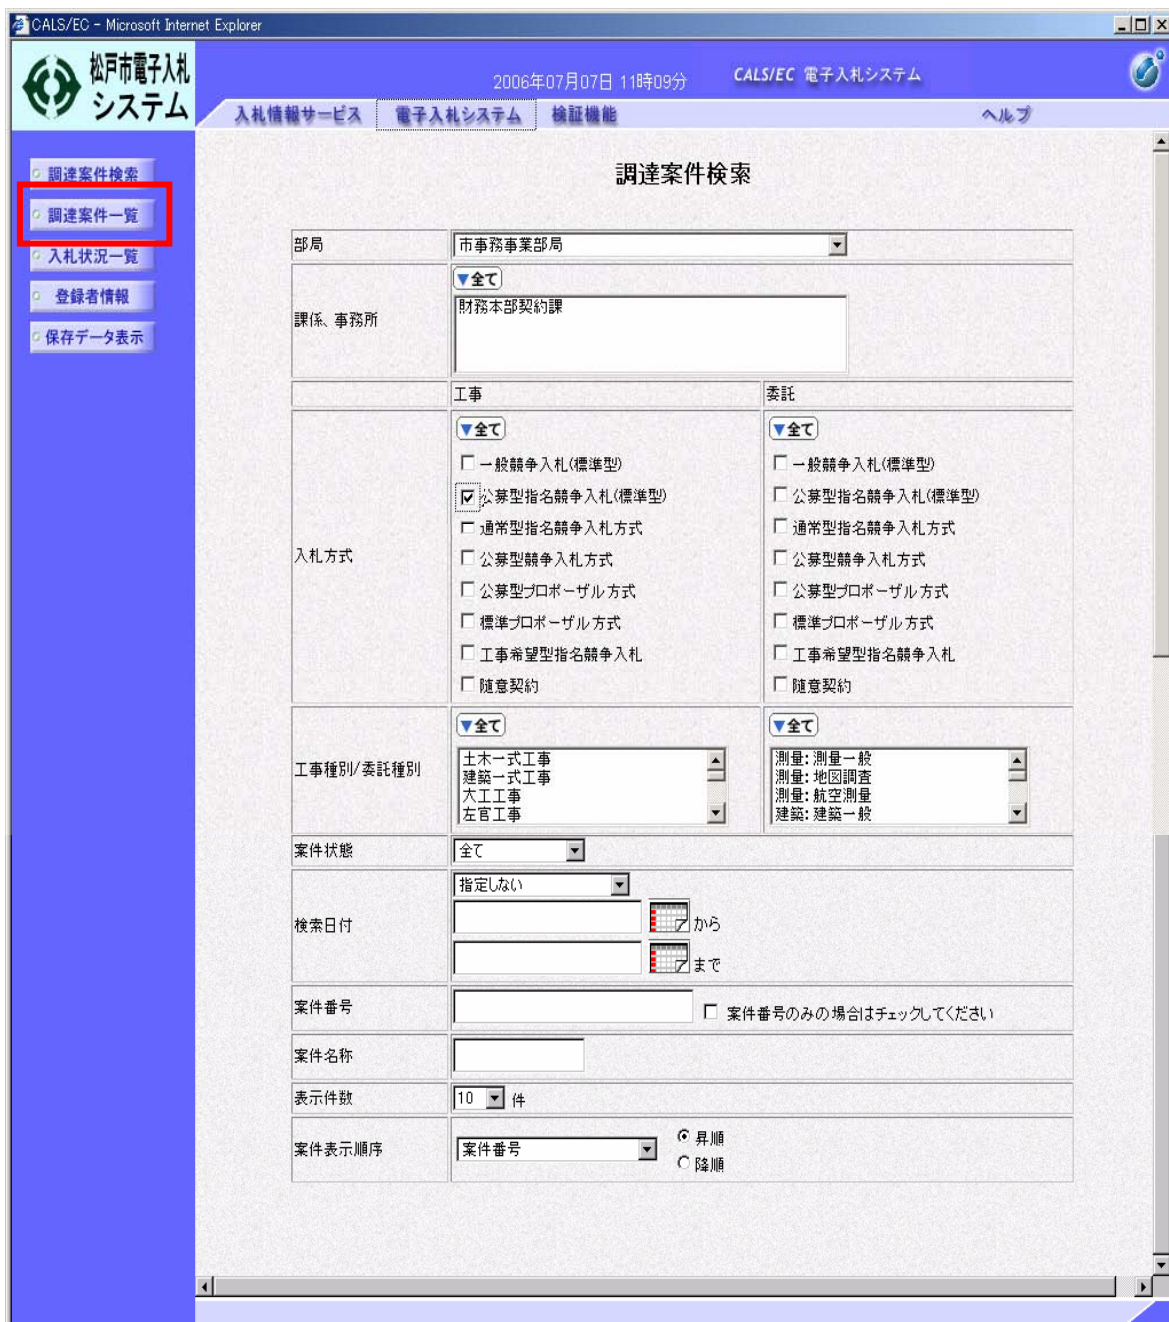 CALS/EC - Microsoft Internet Explorer
松戸市電子入札
システム
2006年07月07日 11時09分
CALS/EC 電子入札システム
入札情報サービス
電子入札システム
検証機能
ヘルプ
調達案件検索
調達案件一覧
入札状況一覧
登録者情報
保存データ表示
調達案件検索
部局
市事務事業部局
課係、事務所
▼全て
財務本部契約課
工事
委託
入札方式
▼全て
一般競争入札(標準型)
公募型指名競争入札(標準型)
通常型指名競争入札方式
公募型競争入札方式
公募型プロポーザル方式
標準プロポーザル方式
工事希望型指名競争入札
随意契約
▼全て
一般競争入札(標準型)
公募型指名競争入札(標準型)
通常型指名競争入札方式
公募型競争入札方式
公募型プロポーザル方式
標準プロポーザル方式
工事希望型指名競争入札
随意契約
工事種別/委託種別
▼全て
土木一式工事
建築一式工事
大工工事
左官工事
▼全て
測量:測量一般
測量:地図調査
測量:航空測量
建築:建築一般
案件状態
全て
検索日付
指定しない
から
まで
案件番号
案件番号のみの場合はチェックしてください
案件名称
表示件数
10 件
案件表示順序
案件番号
昇順
降順